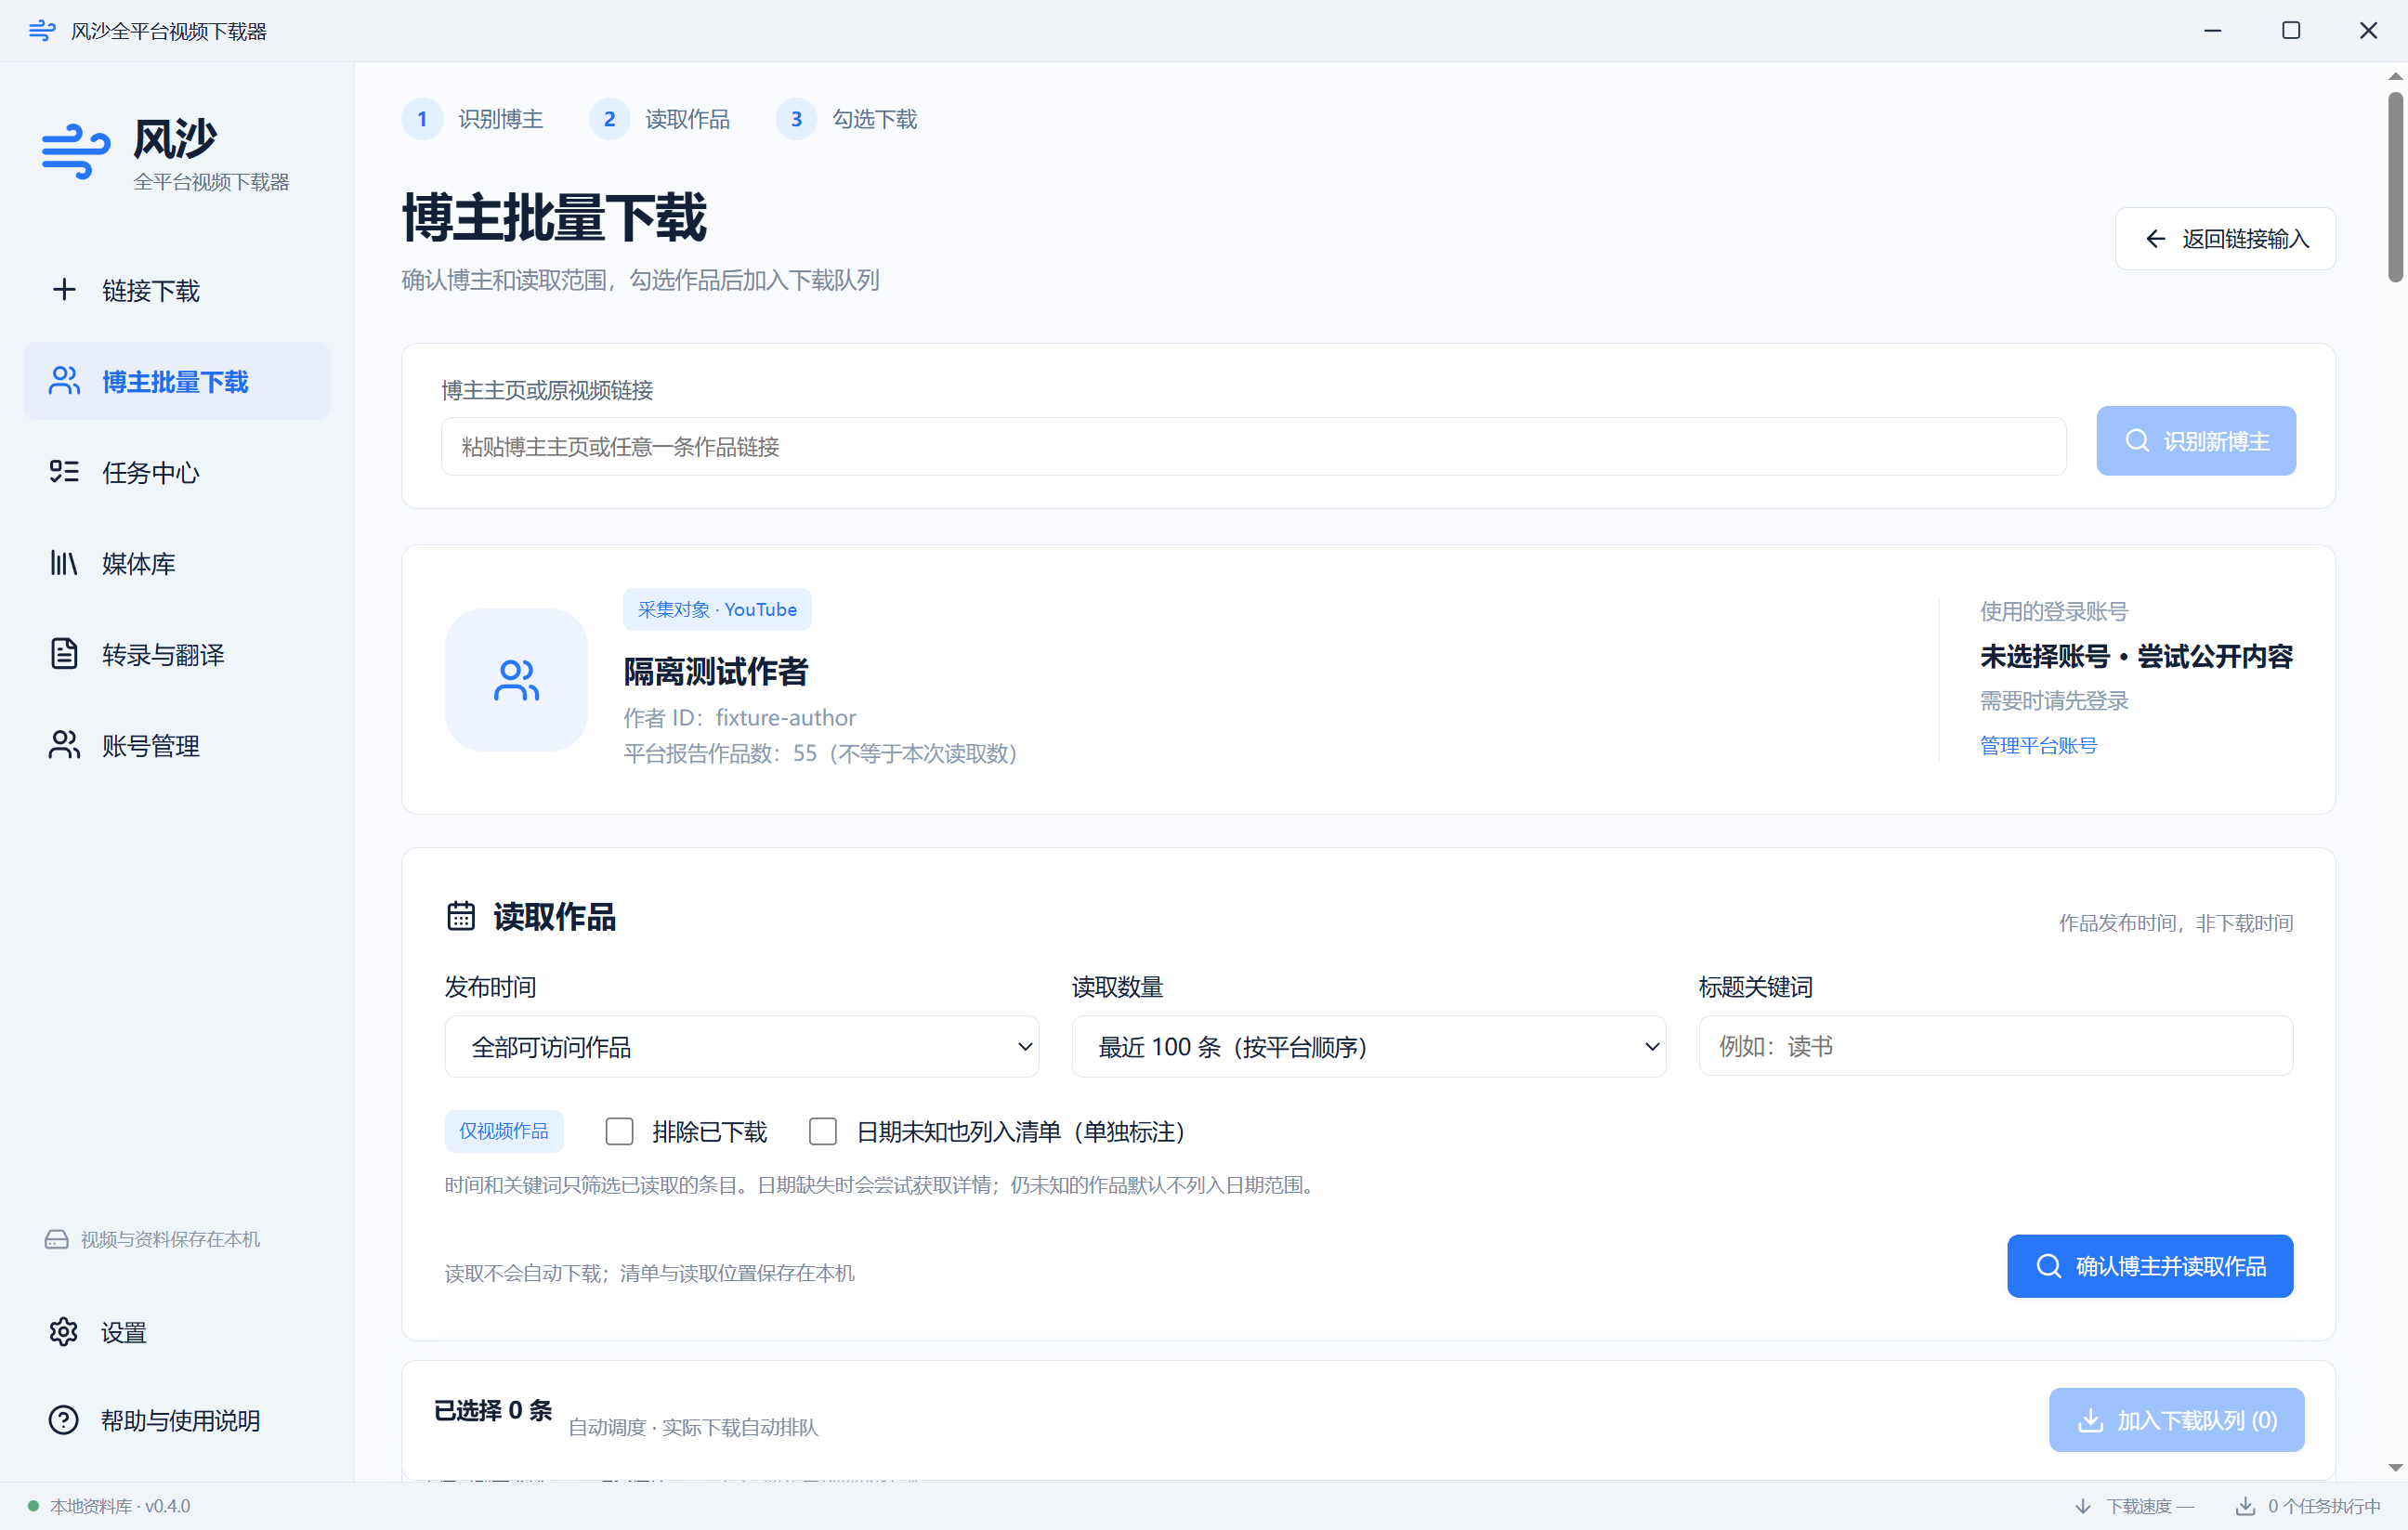 风沙全平台视频下载器
风沙
全平台视频下载器
链接下载
博主批量下载
任务中心
媒体库
转录与翻译
账号管理
视频与资料保存在本机
设置
帮助与使用说明
1 识别博主 2 读取作品 3 勾选下载
博主批量下载
确认博主和读取范围，勾选作品后加入下载队列
返回链接输入
博主主页或原视频链接
粘贴博主主页或任意一条作品链接
识别新博主
采集对象 · YouTube
隔离测试作者
作者 ID：fixture-author
平台报告作品数：55（不等于本次读取数）
使用的登录账号
未选择账号 • 尝试公开内容
需要时请先登录
管理平台账号
读取作品
作品发布时间，非下载时间
发布时间
全部可访问作品
读取数量
最近 100 条（按平台顺序）
标题关键词
例如：读书
仅视频作品 排除已下载 日期未知也列入清单（单独标注）
时间和关键词只筛选已读取的条目。日期缺失时会尝试获取详情；仍未知的作品默认不列入日期范围。
读取不会自动下载；清单与读取位置保存在本机
确认博主并读取作品
已选择 0 条 自动调度 · 实际下载自动排队
加入下载队列 (0)
本地资料库 · v0.4.0
下载速度 —
0 个任务执行中